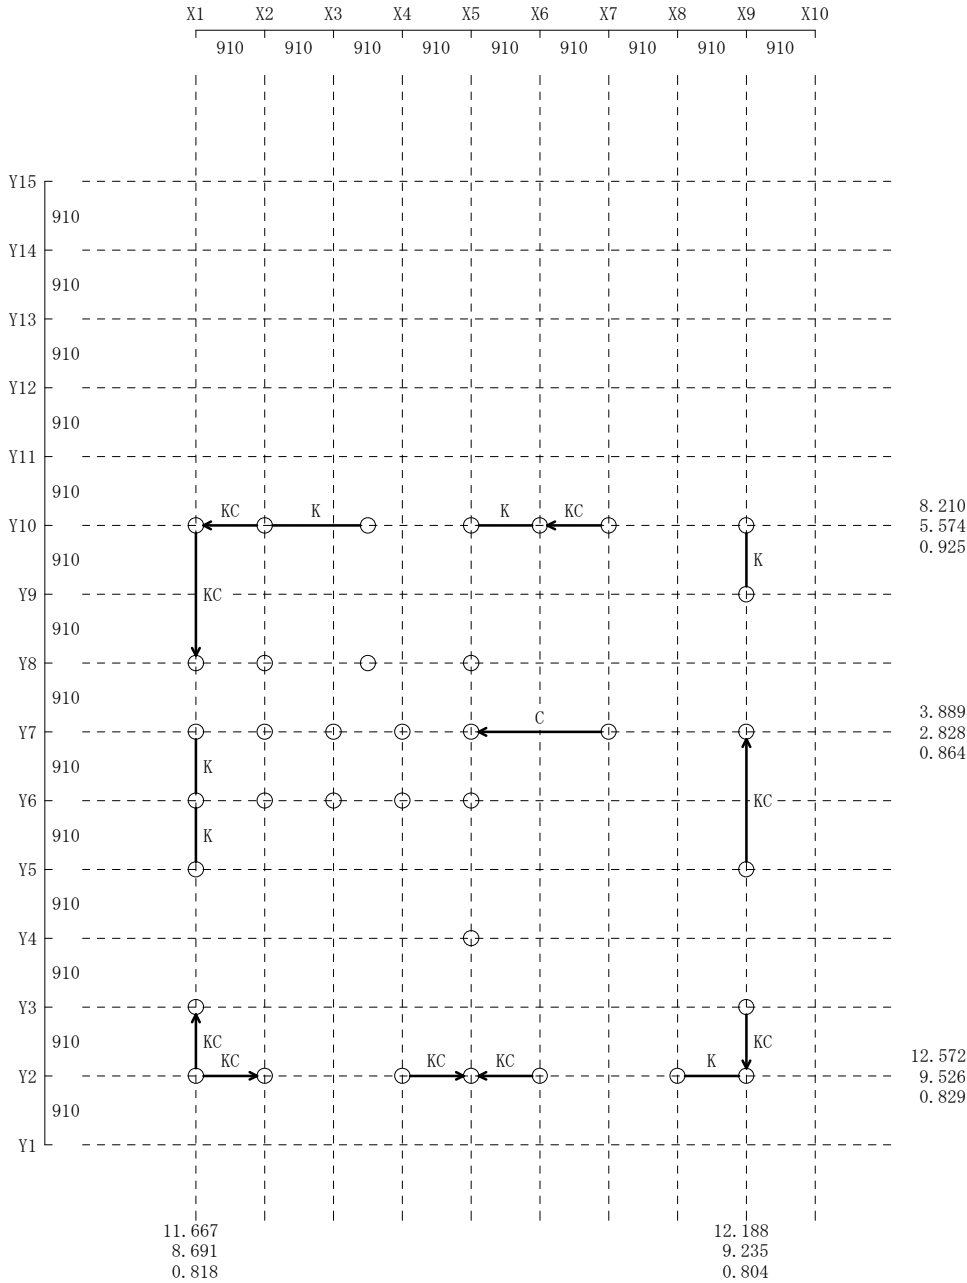 X1 X2 X3 X4 X5 X6 X7 X8 X9 X10
910 910 910 910 910 910 910 910 910
Y15
910
Y14
910
Y13
910
Y12
910
Y11
910
8.210
KC K K KC
Y10
5.574
0.925
910
K
Y9
KC
910
Y8
910
3.889
C
Y7
2.828
0.864
910
K
Y6
KC
910
K
Y5
910
Y4
910
Y3
910
KC
KC
12.572
KC KC KC K
Y2
9.526
0.829
910
Y1
11.667 12.188
8.691 9.235
0.818 0.804